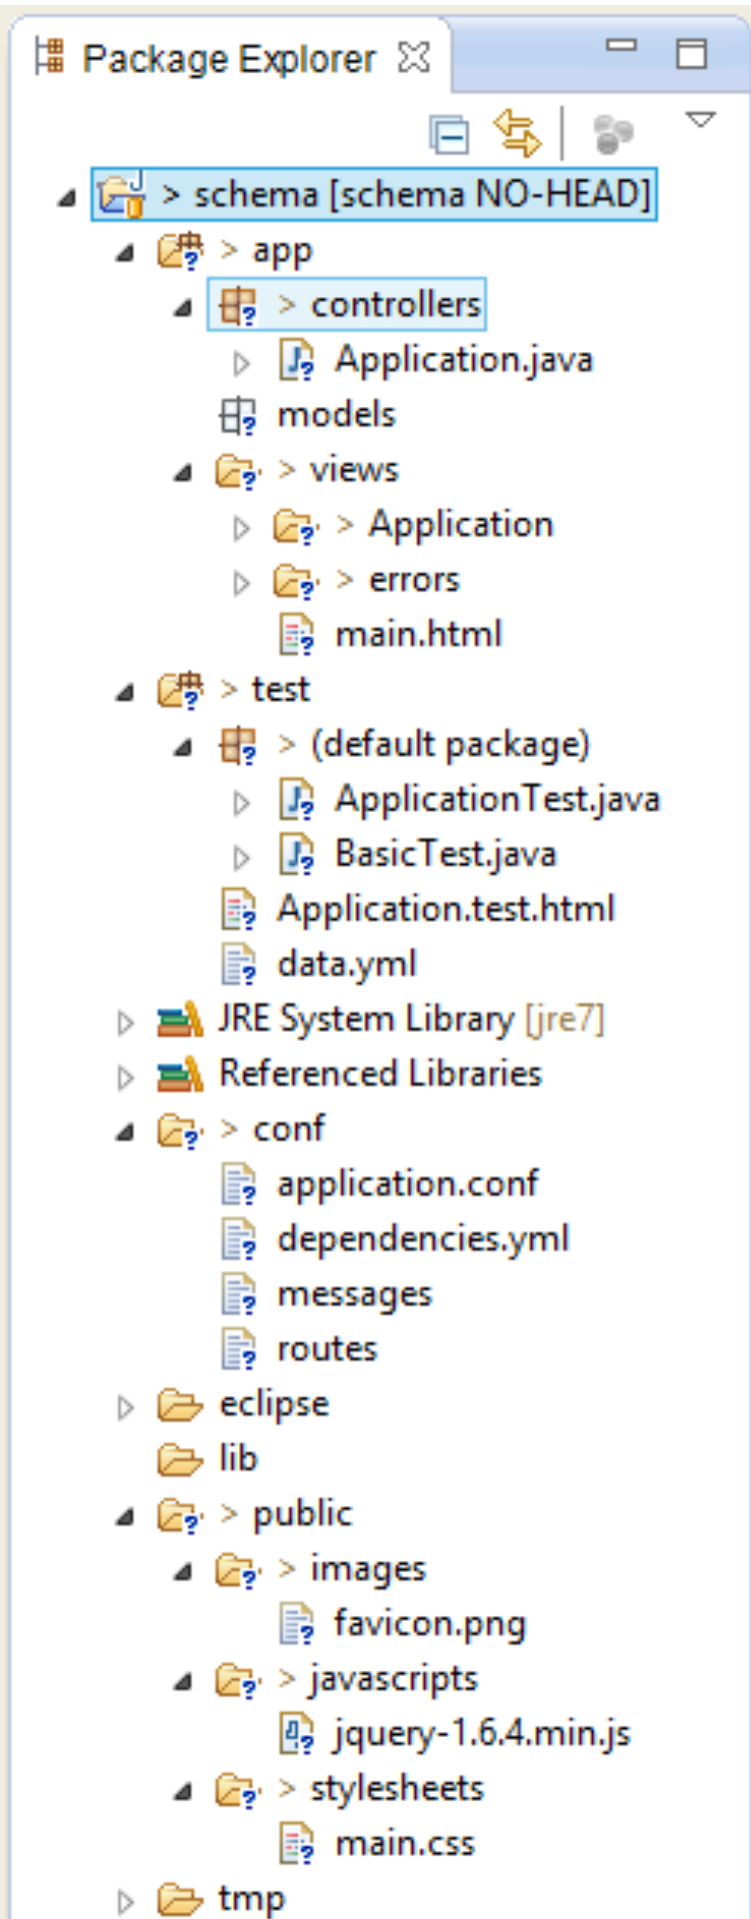 Package Explorer
> schema [schema NO-HEAD]
> app
> controllers
Application.java
models
> views
> Application
> errors
main.html
> test
> (default package)
ApplicationTest.java
BasicTest.java
Application.test.html
data.yml
JRE System Library [jre7]
Referenced Libraries
> conf
application.conf
dependencies.yml
messages
routes
eclipse
lib
> public
> images
favicon.png
> javascripts
jquery-1.6.4.min.js
> stylesheets
main.css
tmp